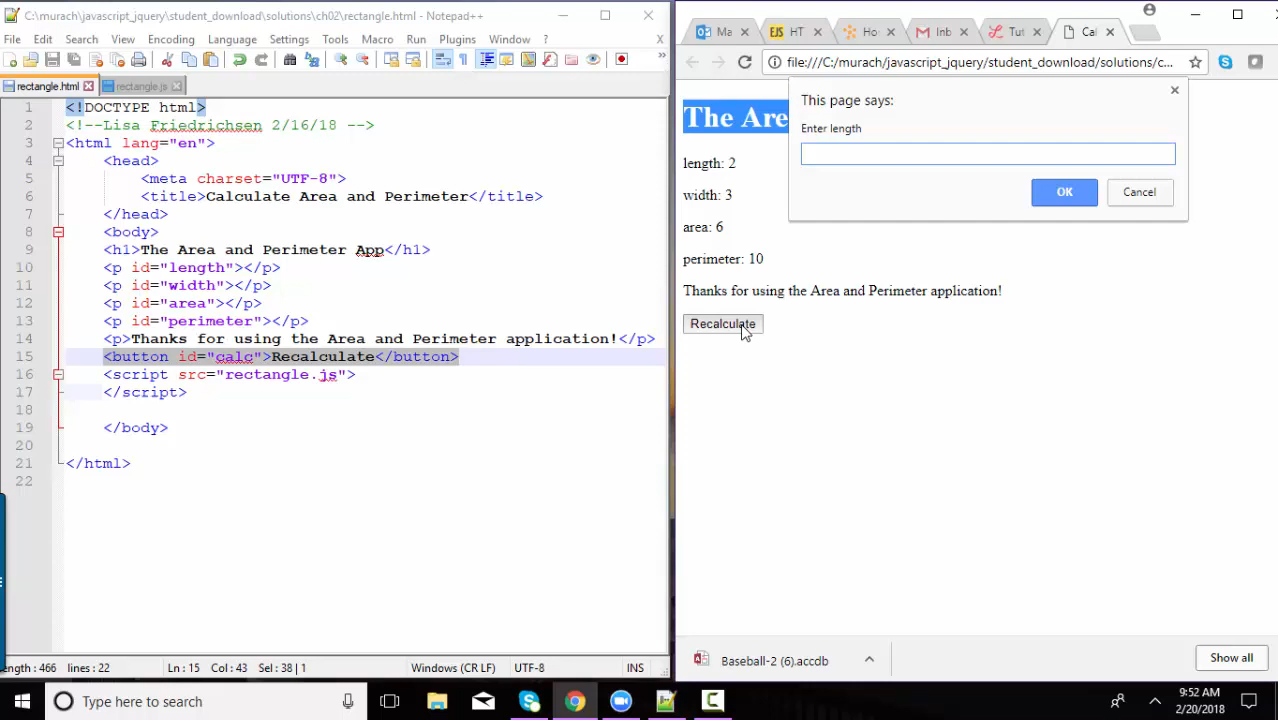 C:\murach\javascript_jquery\student_download\solutions\ch02\rectangle.html - Notepad++
File Edit Search View Encoding Language Settings Tools Macro Run Plugins Window X
rectangle.html rectangle.js
1 <!DOCTYPE html>
2 <!--Lisa Friedrichsen 2/16/18 -->
3 <html lang="en">
4 <head>
5 <meta charset="UTF-8">
6 <title>Calculate Area and Perimeter</title>
7 </head>
8 <body>
9 <h1>The Area and Perimeter App</h1>
10 <p id="length"></p>
11 <p id="width"></p>
12 <p id="area"></p>
13 <p id="perimeter"></p>
14 <p>Thanks for using the Area and Perimeter application!</p>
15 <button id="calc">Recalculate</button>
16 <script src="rectangle.js">
17 </script>
18
19 </body>
20
21 </html>
22
length : 466 lines : 22 Ln : 15 Col : 43 Sel : 38 | 1 Windows (CR LF) UTF-8 INS
Ma EJS HT Ho Inb Tut Cal
file:///C:/murach/javascript_jquery/student_download/solutions/c...
The Are
This page says:
Enter length
OK Cancel
length: 2
width: 3
area: 6
perimeter: 10
Thanks for using the Area and Perimeter application!
Recalculate
Baseball-2 (6).accdb
Show all
Type here to search
9:52 AM
2/20/2018